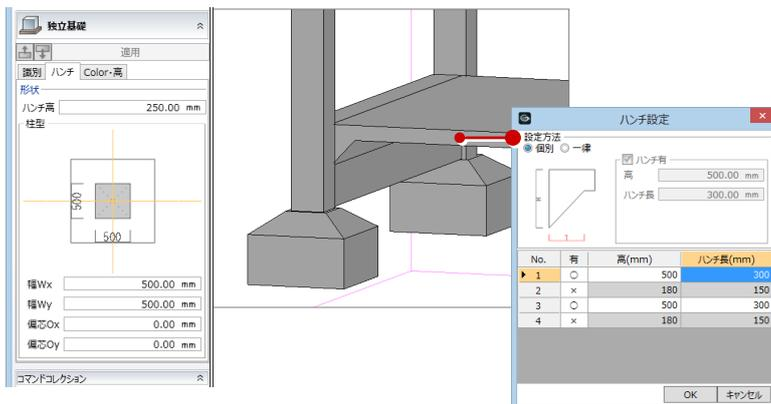 独立基礎
適用
識別 ハンチ Color・高
形状
ハンチ高 250.00 mm
柱型
500
500
幅Wx 500.00 mm
幅Wy 500.00 mm
偏芯Ox 0.00 mm
偏芯Oy 0.00 mm
コマンドコレクション
ハンチ設定
設定方法
個別 一律
ハンチ有
高 500.00 mm
ハンチ長 300.00 mm
No. 有 高(mm) ハンチ長(mm)
1 ○ 500 300
2 × 180 150
3 ○ 500 300
4 × 180 150
OK キャンセル